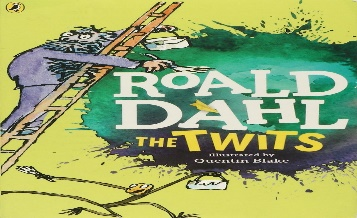 ROALD
DAHL
THE TWITS
illustrated by
Quentin Blake